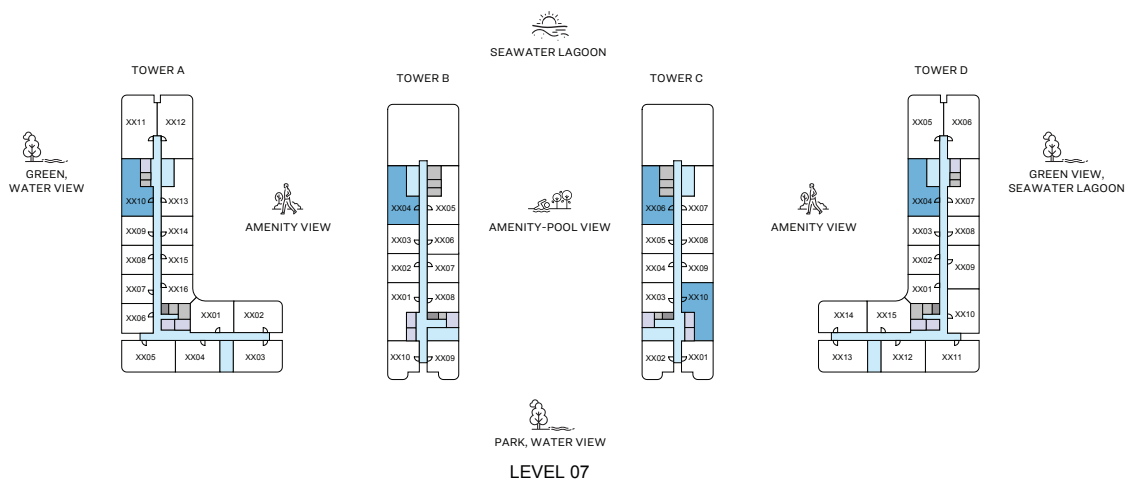 SEAWATER LAGOON
TOWER A
TOWER B
TOWER C
TOWER D
XX11 XX12
XX10 XX13
XX09 XX14
XX08 XX15
XX07 XX16
XX06 XX01 XX02
XX05 XX04 XX03
XX04 XX05
XX03 XX06
XX02 XX07
XX01 XX08
XX10 XX09
XX06 XX07
XX05 XX08
XX04 XX09
XX03 XX10
XX02 XX01
XX05 XX06
XX04 XX07
XX03 XX08
XX02 XX09
XX01
XX14 XX15 XX10
XX13 XX12 XX11
GREEN,
WATER VIEW
AMENITY VIEW
AMENITY-POOL VIEW
AMENITY VIEW
GREEN VIEW,
SEAWATER LAGOON
PARK, WATER VIEW
LEVEL 07